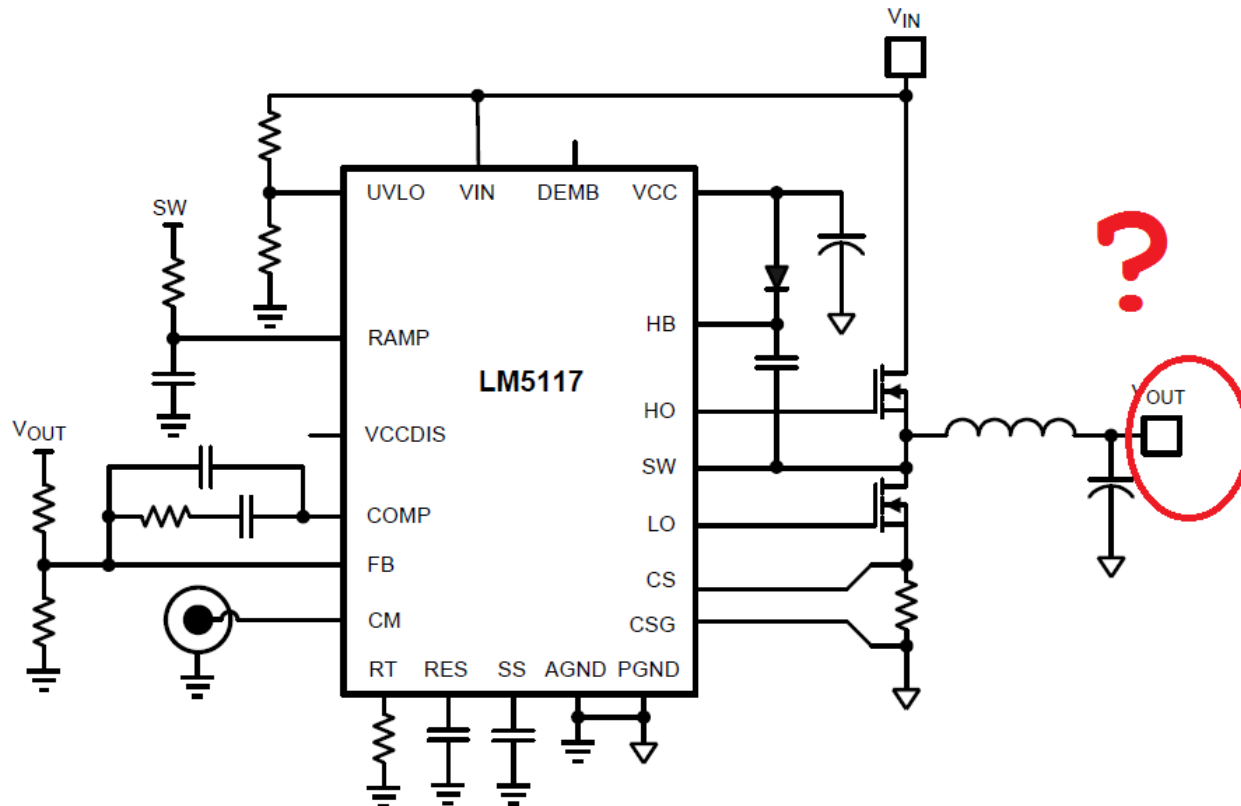 VIN
UVLO VIN DEMB VCC
SW
?
HB
RAMP
LM5117
HO
VOUT
VOUT
VCCDIS
SW
COMP
LO
FB
CS
CM
CSG
RT RES SS AGND PGND